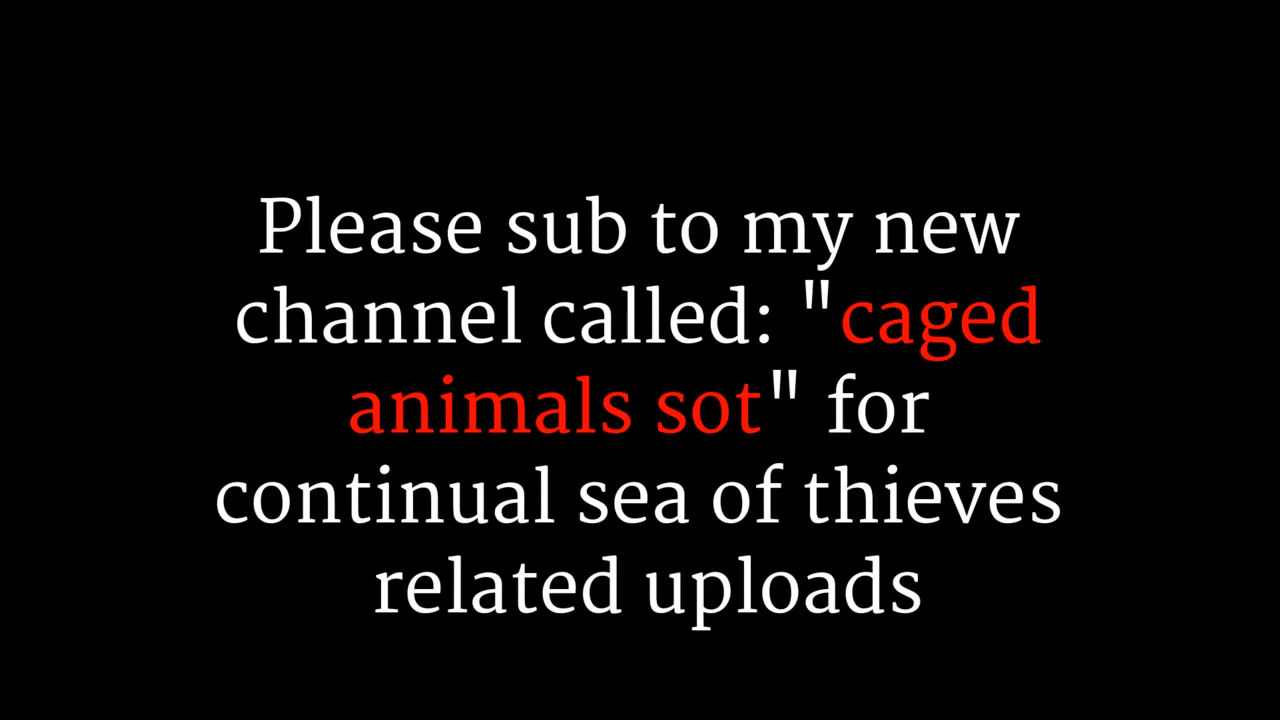 Please sub to my new
channel called: "caged
animals sot" for
continual sea of thieves
related uploads